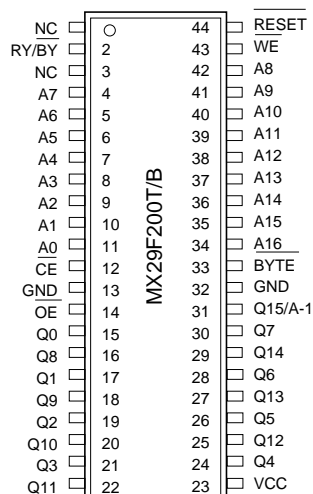 NC 44 RESET
RY/BY 2 43 WE
NC 3 42 A8
A7 4 41 A9
A6 5 40 A10
A5 6 39 A11
A4 7 38 A12
A3 8 37 A13
A2 9 36 A14
A1 10 35 A15
A0 11 34 A16
CE 12 33 BYTE
GND 13 32 GND
OE 14 31 Q15/A-1
Q0 15 30 Q7
Q8 16 29 Q14
Q1 17 28 Q6
Q9 18 27 Q13
Q2 19 26 Q5
Q10 20 25 Q12
Q3 21 24 Q4
Q11 22 23 VCC
MX29F200T/B